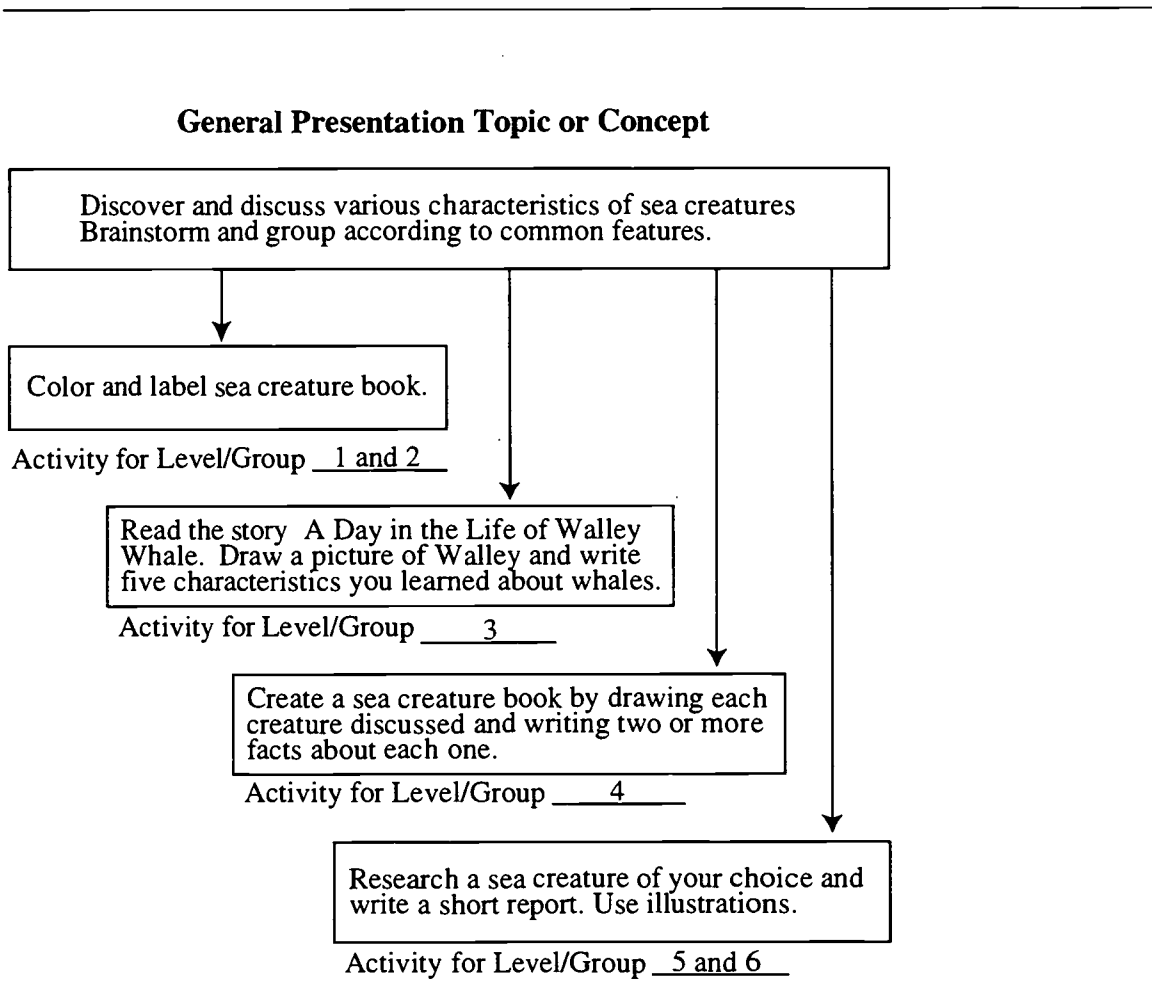 General Presentation Topic or Concept
Discover and discuss various characteristics of sea creatures
Brainstorm and group according to common features.
Color and label sea creature book.
Activity for Level/Group 1 and 2
Read the story A Day in the Life of Walley
Whale. Draw a picture of Walley and write
five characteristics you learned about whales.
Activity for Level/Group 3
Create a sea creature book by drawing each
creature discussed and writing two or more
facts about each one.
Activity for Level/Group 4
Research a sea creature of your choice and
write a short report. Use illustrations.
Activity for Level/Group 5 and 6